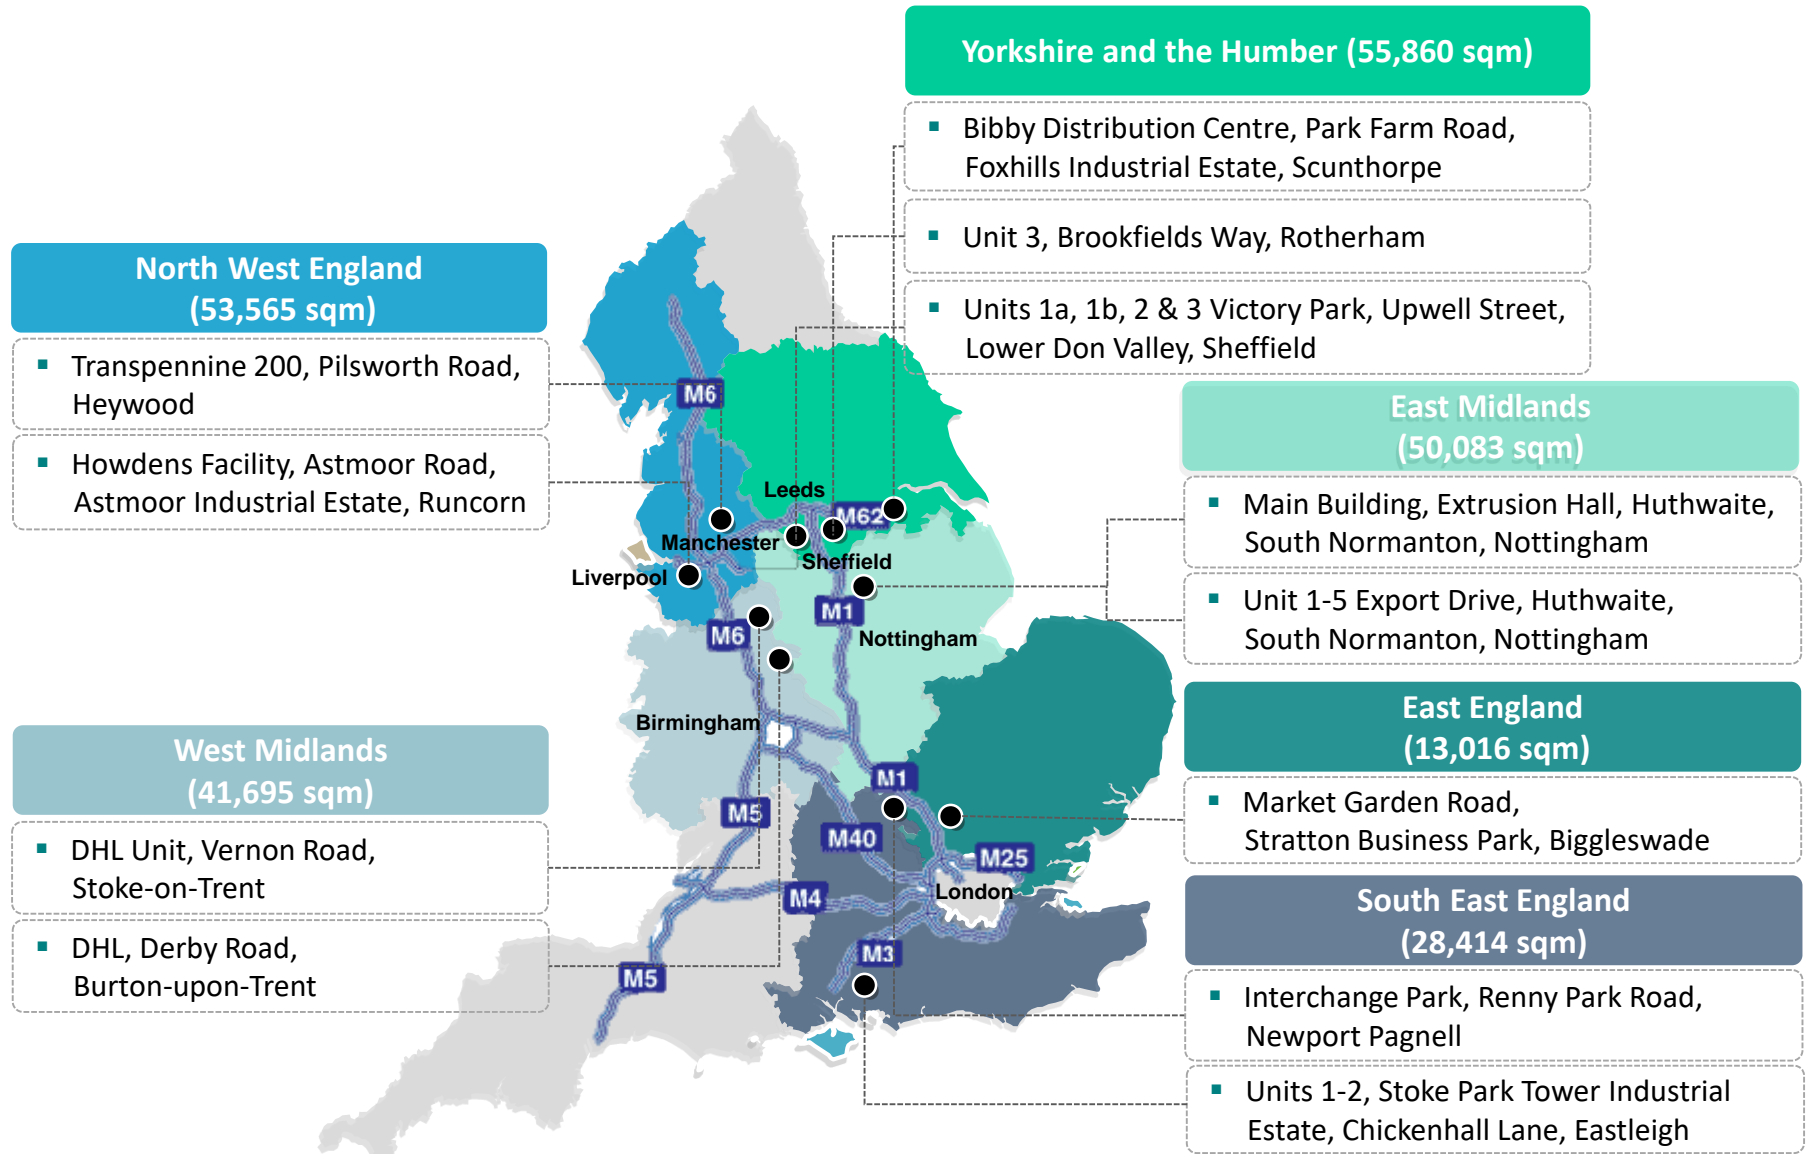 Yorkshire and the Humber (55,860 sqm)
▪ Bibby Distribution Centre, Park Farm Road,
Foxhills Industrial Estate, Scunthorpe
▪ Unit 3, Brookfields Way, Rotherham
▪ Units 1a, 1b, 2 & 3 Victory Park, Upwell Street,
Lower Don Valley, Sheffield
North West England
(53,565 sqm)
▪ Transpennine 200, Pilsworth Road,
Heywood
▪ Howdens Facility, Astmoor Road,
Astmoor Industrial Estate, Runcorn
East Midlands
(50,083 sqm)
▪ Main Building, Extrusion Hall, Huthwaite,
South Normanton, Nottingham
▪ Unit 1-5 Export Drive, Huthwaite,
South Normanton, Nottingham
West Midlands
(41,695 sqm)
▪ DHL Unit, Vernon Road,
Stoke-on-Trent
▪ DHL, Derby Road,
Burton-upon-Trent
East England
(13,016 sqm)
▪ Market Garden Road,
Stratton Business Park, Biggleswade
South East England
(28,414 sqm)
▪ Interchange Park, Renny Park Road,
Newport Pagnell
▪ Units 1-2, Stoke Park Tower Industrial
Estate, Chickenhall Lane, Eastleigh
M6
Leeds
M62
Manchester
Sheffield
Liverpool
M1
M6
Nottingham
Birmingham
M1
M5
M40
M25
London
M4
M3
M5